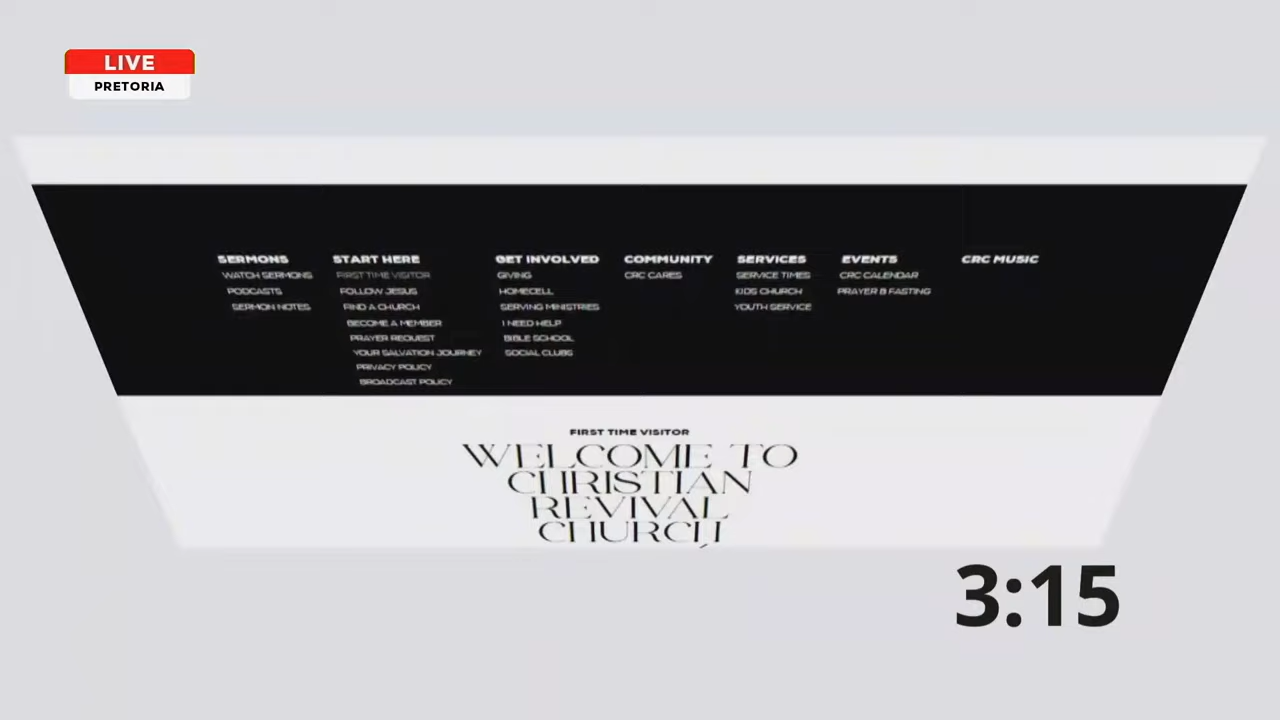 LIVE
PRETORIA
SERMONS
WATCH SERMONS
PODCASTS
SERMON NOTES
START HERE
FIRST TIME VISITOR
FOLLOW JESUS
FIND A CHURCH
BECOME A MEMBER
PRAYER REQUEST
YOUR SALVATION JOURNEY
PRIVACY POLICY
BROADCAST POLICY
GET INVOLVED
GIVING
HOMECELL
SERVING MINISTRIES
I NEED HELP
BIBLE SCHOOL
SOCIAL CLUBS
COMMUNITY
CRC CARES
SERVICES
SERVICE TIMES
KIDS CHURCH
YOUTH SERVICE
EVENTS
CRC CALENDAR
PRAYER & FASTING
CRC MUSIC
FIRST TIME VISITOR
WELCOME TO
CHRISTIAN
REVIVAL
CHURCH
3:15